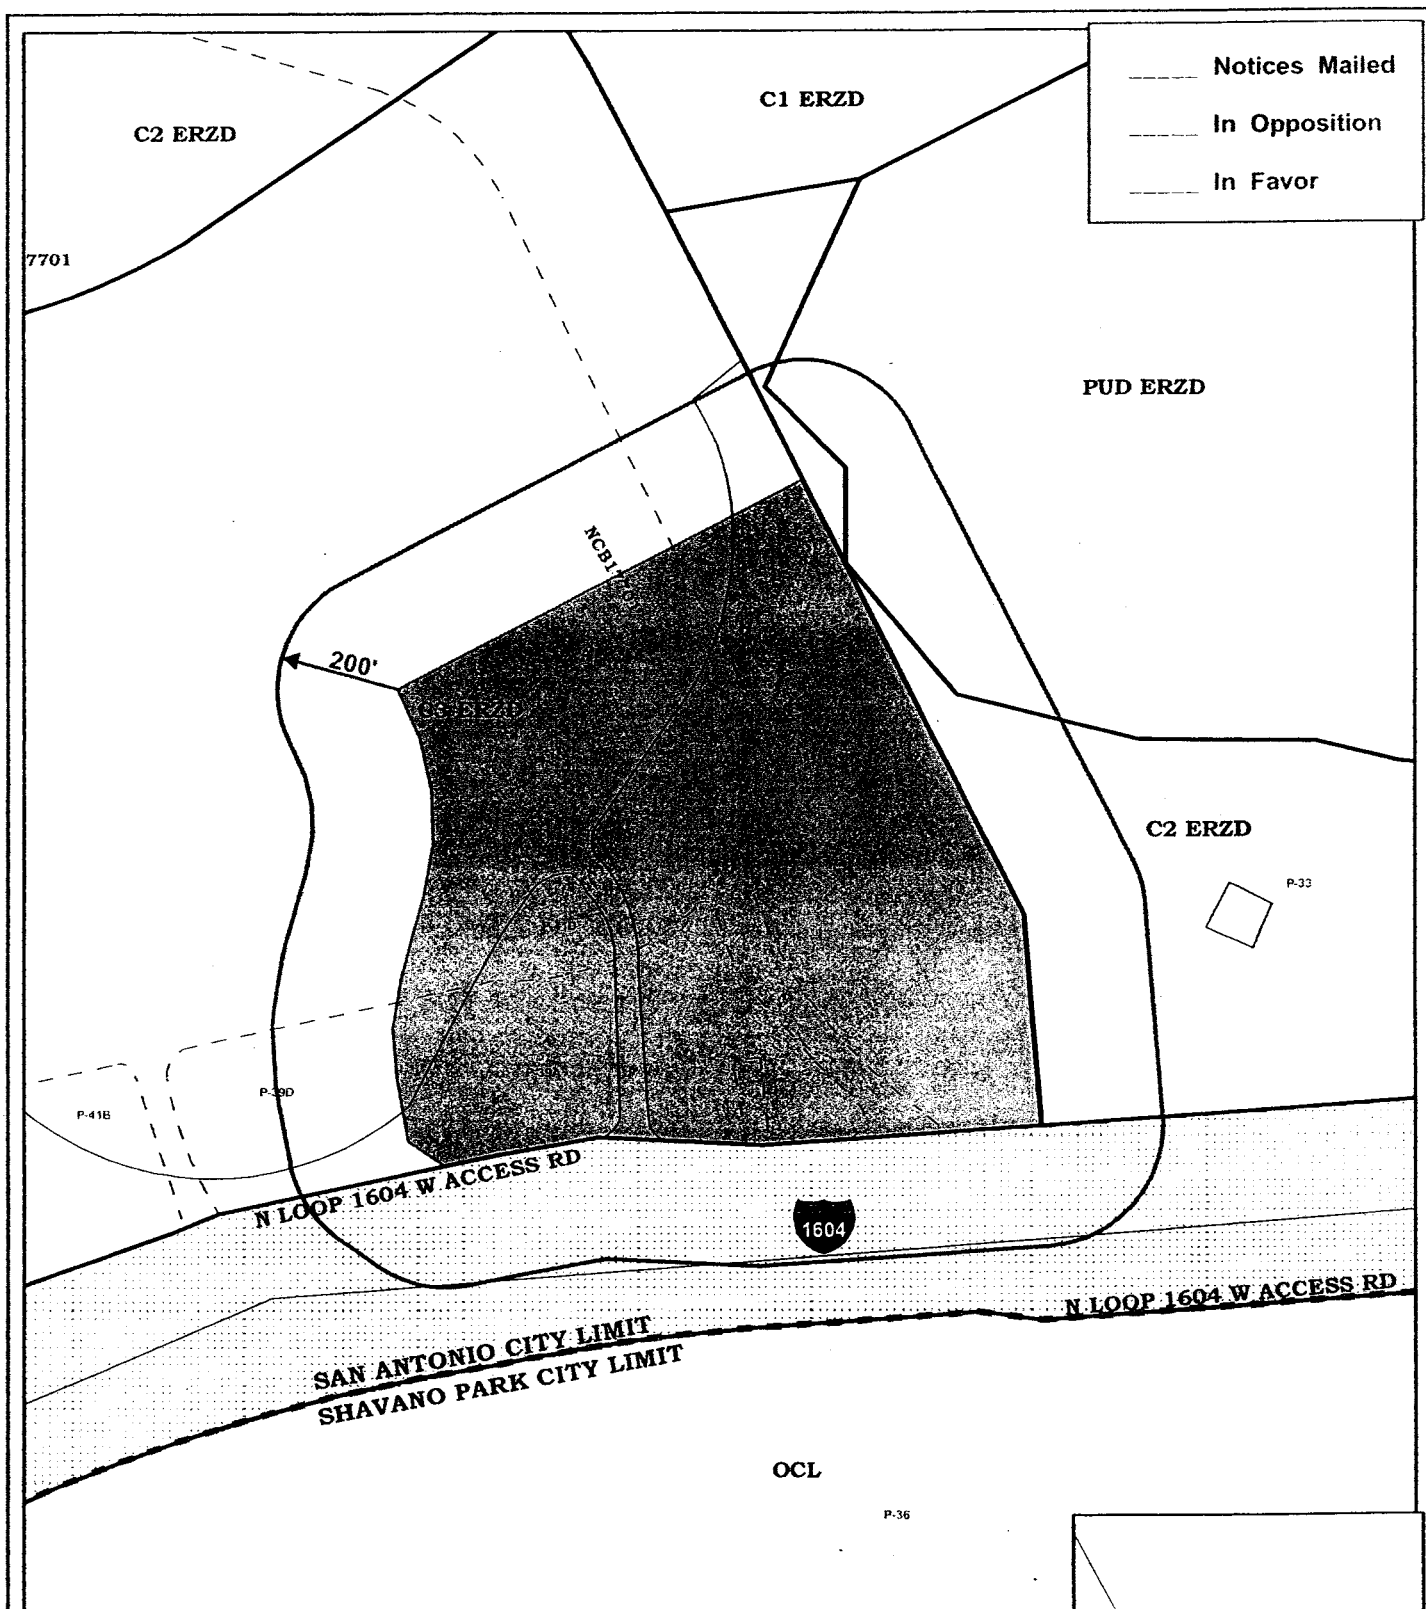 Notices Mailed
In Opposition
In Favor
C1 ERZD
C2 ERZD
7701
PUD ERZD
200'
C2 ERZD
P-33
P-39D
P-41B
N LOOP 1604 W ACCESS RD
1604
N LOOP 1604 W ACCESS RD
SAN ANTONIO CITY LIMIT
SHAVANO PARK CITY LIMIT
OCL
P-36